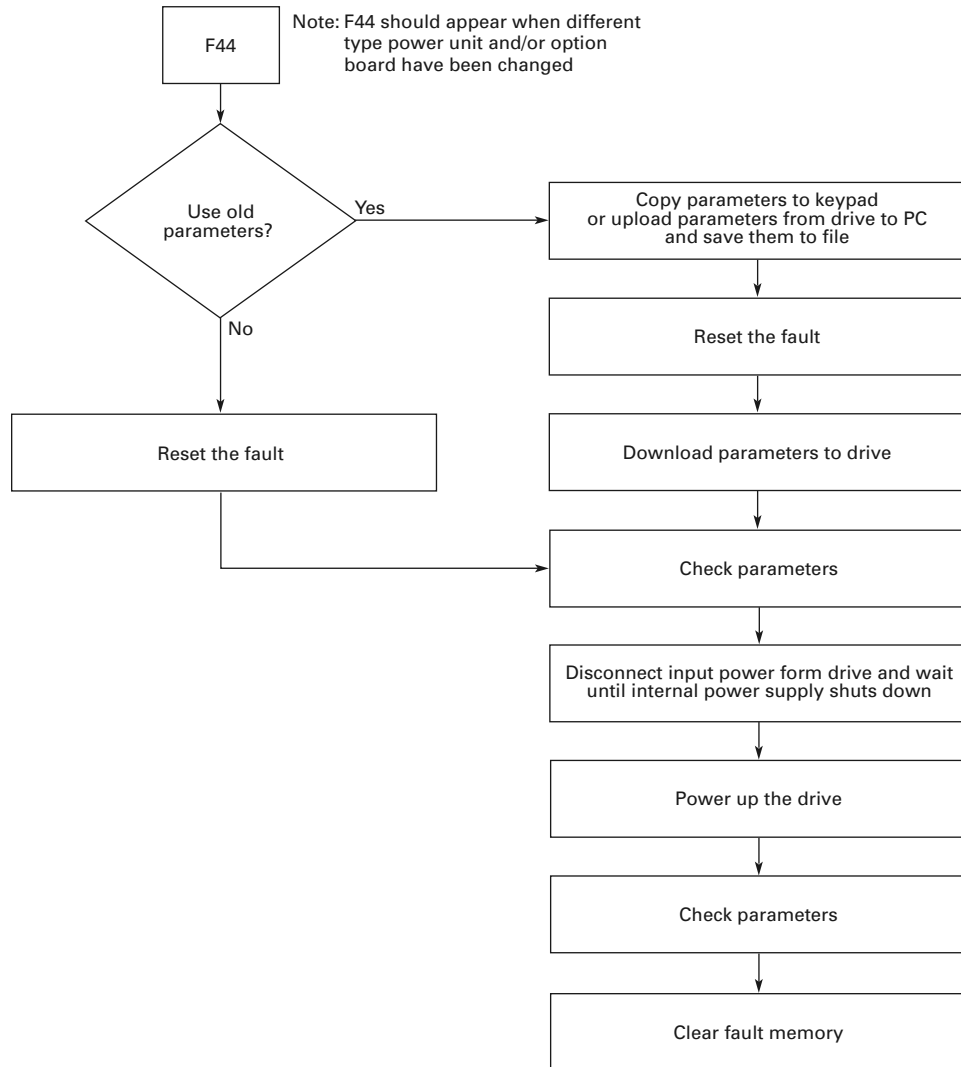 F44
Note: F44 should appear when different
type power unit and/or option
board have been changed
Use old
parameters?
Yes
No
Copy parameters to keypad
or upload parameters from drive to PC
and save them to file
Reset the fault
Reset the fault
Download parameters to drive
Check parameters
Disconnect input power form drive and wait
until internal power supply shuts down
Power up the drive
Check parameters
Clear fault memory